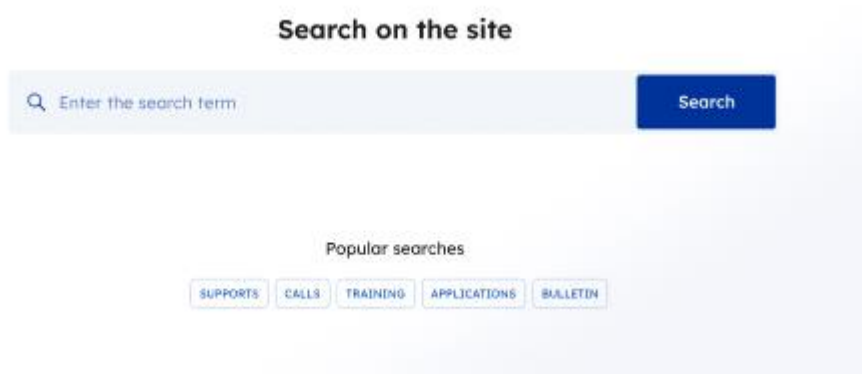 Search on the site
Enter the search term
Search
Popular searches
SUPPORTS CALLS TRAINING APPLICATIONS BULLETIN